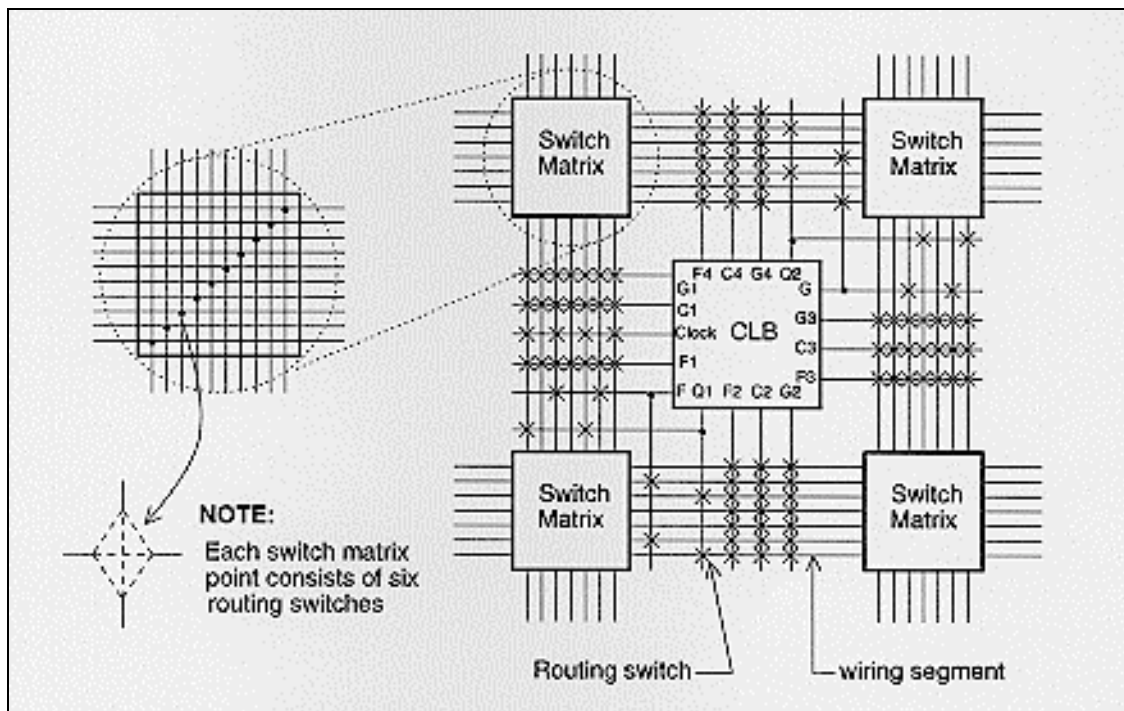 Switch
Matrix
Switch
Matrix
F4 C4 G4 Q2
G1
G
C1
G3
Clock
CLB
C3
F1
F3
F Q1 F2 C2 G2
Switch
Matrix
Switch
Matrix
NOTE:
Each switch matrix
point consists of six
routing switches
Routing switch
wiring segment